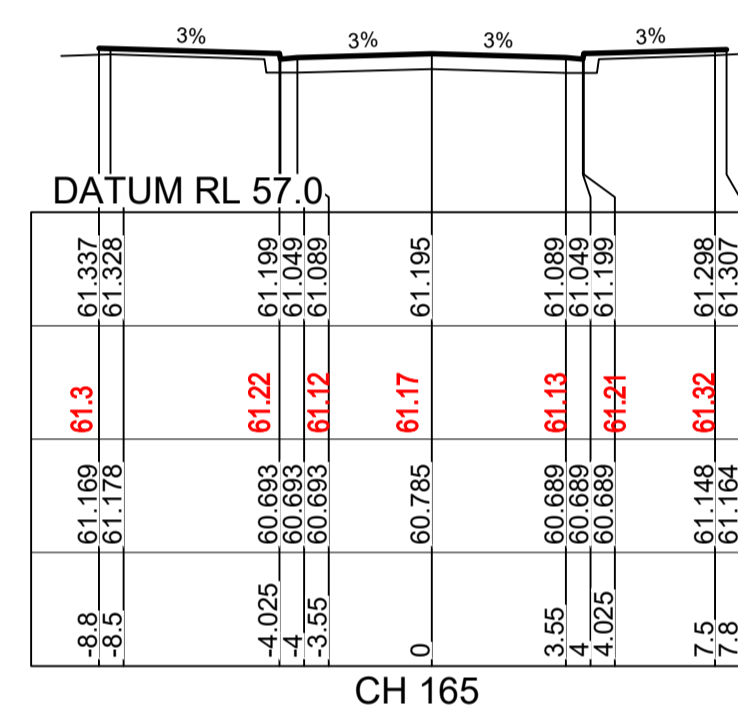 3% 3% 3% 3%
DATUM RL 57.0
61.337 61.328 61.199 61.049 61.089 61.195 61.089 61.049 61.199 61.298 61.307
61.3 61.22 61.12 61.17 61.13 61.21 61.32
61.169 61.178 60.693 60.693 60.693 60.785 60.689 60.689 60.689 61.148 61.164
-8.8 -8.5 -4.025 -4 -3.55 0 3.55 4 4.025 7.5 7.8
CH 165